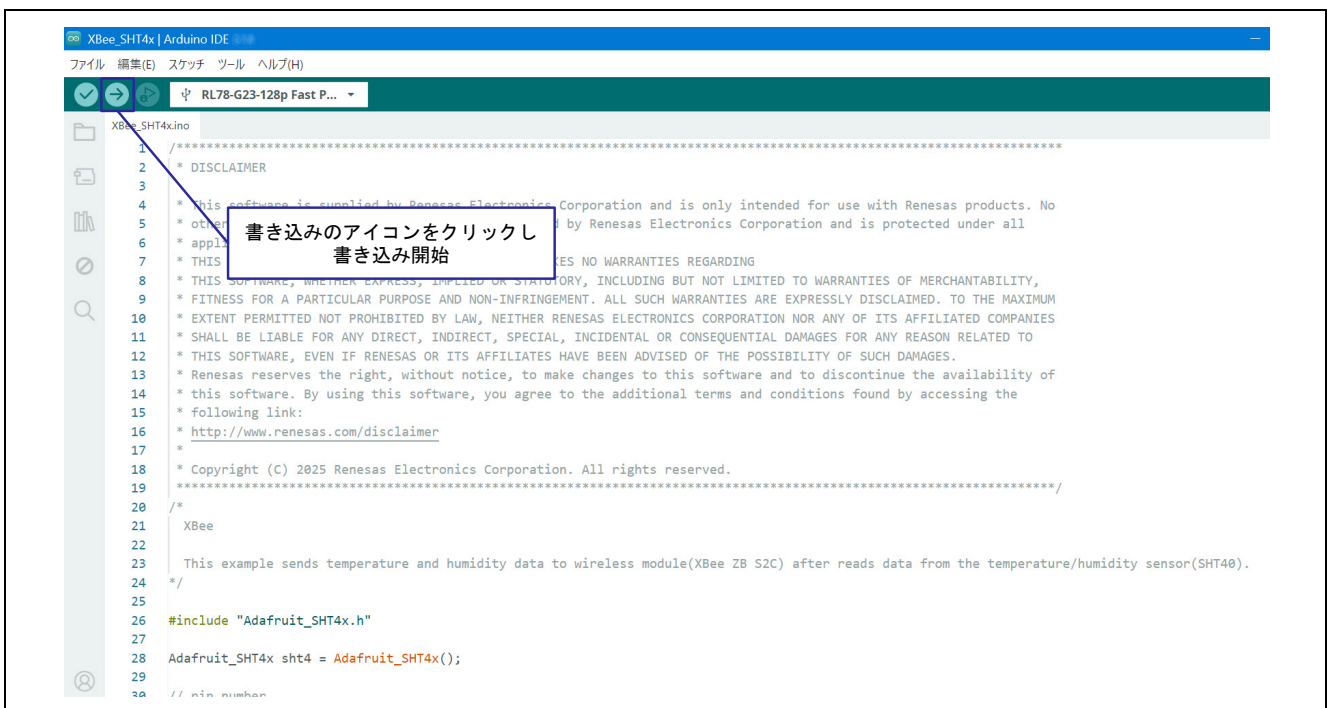 XBee_SHT4x | Arduino IDE
ファイル 編集(E) スケッチ ツール ヘルプ(H)
RL78-G23-128p Fast P...
XBee_SHT4x.ino
1 /**********************************************************************************************************************
2 * DISCLAIMER
3
4 * This software is supplied by Renesas Electronics Corporation and is only intended for use with Renesas products. No
5 * other by Renesas Electronics Corporation and is protected under all
書き込みのアイコンをクリックし
6 * appli
書き込み開始
7 * THIS KES NO WARRANTIES REGARDING
8 * THIS SOFTWARE, WHETHER EXPRESS, IMPLIED OR STATUTORY, INCLUDING BUT NOT LIMITED TO WARRANTIES OF MERCHANTABILITY,
9 * FITNESS FOR A PARTICULAR PURPOSE AND NON-INFRINGEMENT. ALL SUCH WARRANTIES ARE EXPRESSLY DISCLAIMED. TO THE MAXIMUM
10 * EXTENT PERMITTED NOT PROHIBITED BY LAW, NEITHER RENESAS ELECTRONICS CORPORATION NOR ANY OF ITS AFFILIATED COMPANIES
11 * SHALL BE LIABLE FOR ANY DIRECT, INDIRECT, SPECIAL, INCIDENTAL OR CONSEQUENTIAL DAMAGES FOR ANY REASON RELATED TO
12 * THIS SOFTWARE, EVEN IF RENESAS OR ITS AFFILIATES HAVE BEEN ADVISED OF THE POSSIBILITY OF SUCH DAMAGES.
13 * Renesas reserves the right, without notice, to make changes to this software and to discontinue the availability of
14 * this software. By using this software, you agree to the additional terms and conditions found by accessing the
15 * following link:
16 * http://www.renesas.com/disclaimer
17 *
18 * Copyright (C) 2025 Renesas Electronics Corporation. All rights reserved.
19 *********************************************************************************************************************/
20 /*
21 XBee
22
23 This example sends temperature and humidity data to wireless module(XBee ZB S2C) after reads data from the temperature/humidity sensor(SHT40).
24 */
25
26 #include "Adafruit_SHT4x.h"
27
28 Adafruit_SHT4x sht4 = Adafruit_SHT4x();
29
30 // pin number